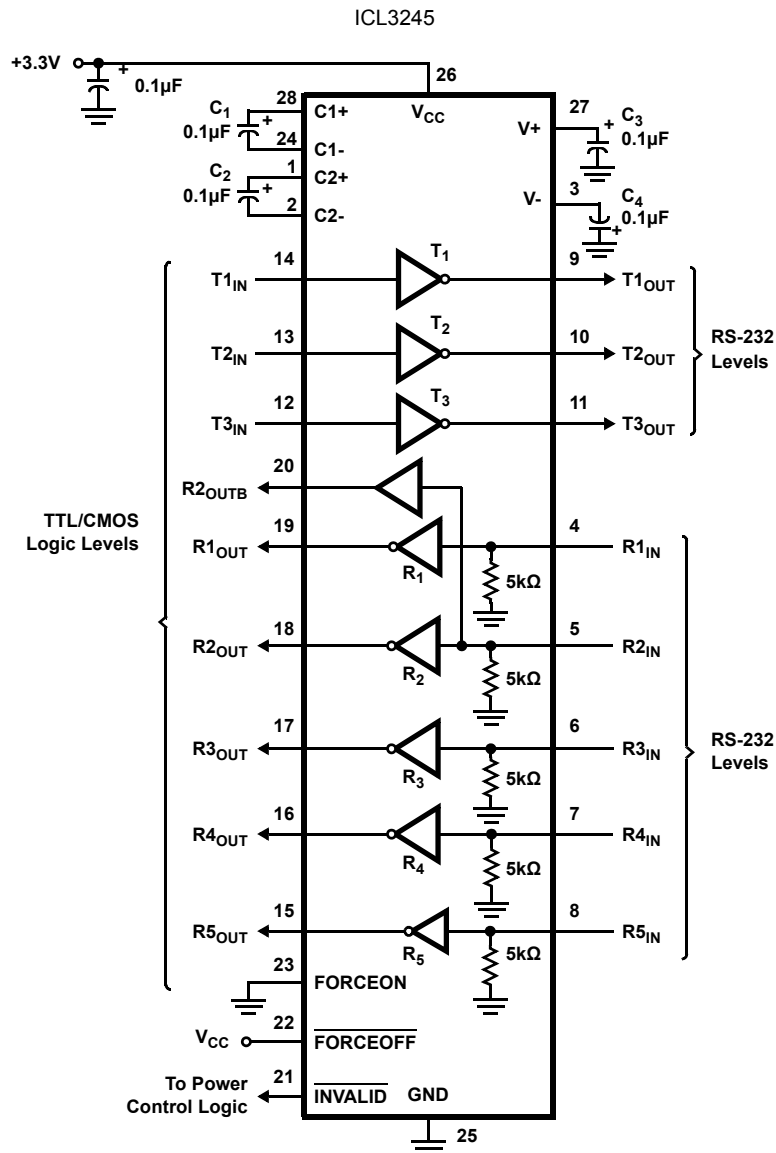 ICL3245
+3.3V
+
0.1µF
26
28
C1+
VCC
27
C1
0.1µF
+
24
C1-
V+
+
C3
0.1µF
1
C2+
C2
0.1µF
+
2
C2-
3
V-
C4
0.1µF
+
T1
14
9
T1IN
T1OUT
T2
13
10
T2IN
T2OUT
RS-232
Levels
T3
12
11
T3IN
T3OUT
20
R2OUTB
TTL/CMOS
Logic Levels
19
4
R1OUT
R1IN
R1
5kΩ
18
5
R2OUT
R2IN
R2
5kΩ
17
6
R3OUT
R3IN
RS-232
Levels
R3
5kΩ
16
7
R4OUT
R4IN
R4
5kΩ
15
8
R5OUT
R5IN
R5
5kΩ
23
FORCEON
22
VCC
FORCEOFF
21
To Power
Control Logic
INVALID
GND
25